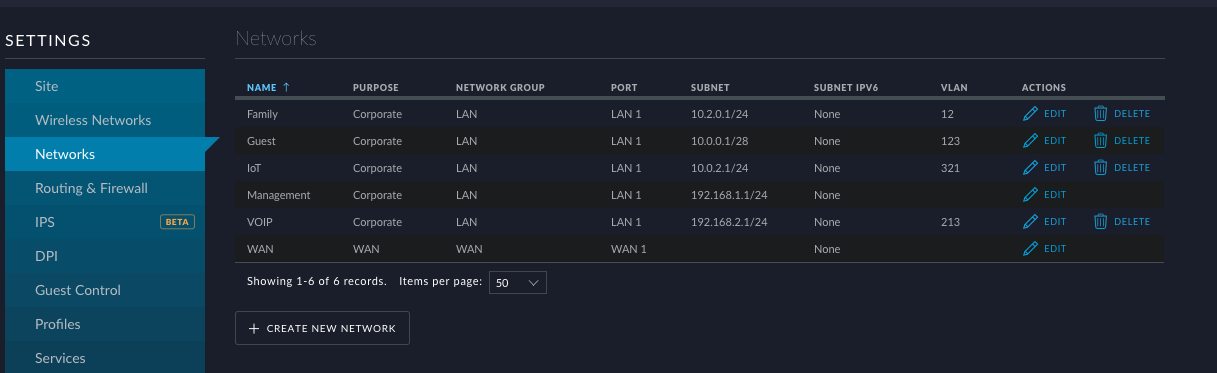 SETTINGS
Site
Wireless Networks
Networks
Routing & Firewall
IPS BETA
DPI
Guest Control
Profiles
Services
Networks
NAME ↑ PURPOSE NETWORK GROUP PORT SUBNET SUBNET IPV6 VLAN ACTIONS
Family Corporate LAN LAN 1 10.2.0.1/24 None 12 EDIT DELETE
Guest Corporate LAN LAN 1 10.0.0.1/28 None 123 EDIT DELETE
IoT Corporate LAN LAN 1 10.0.2.1/24 None 321 EDIT DELETE
Management Corporate LAN LAN 1 192.168.1.1/24 None EDIT
VOIP Corporate LAN LAN 1 192.168.2.1/24 None 213 EDIT DELETE
WAN WAN WAN WAN 1 None EDIT
Showing 1-6 of 6 records. Items per page: 50
+ CREATE NEW NETWORK